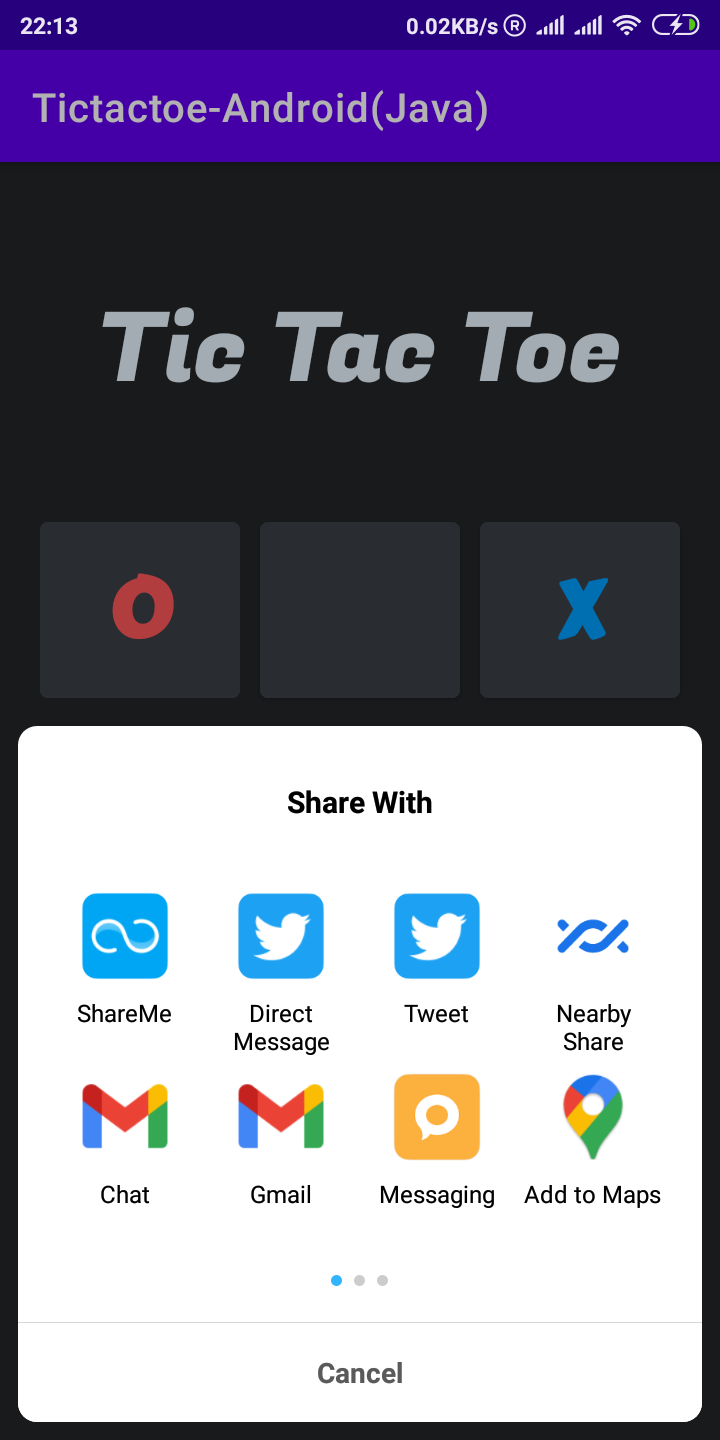 22:13 0.02KB/s R
Tictactoe-Android(Java)
Tic Tac Toe
O X
Share With
ShareMe Direct Message Tweet Nearby Share
Chat Gmail Messaging Add to Maps
Cancel